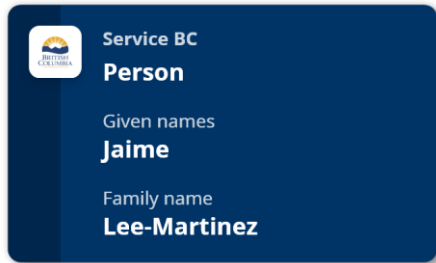 BRITISH
COLUMBIA
Service BC
Person
Given names
Jaime
Family name
Lee-Martinez